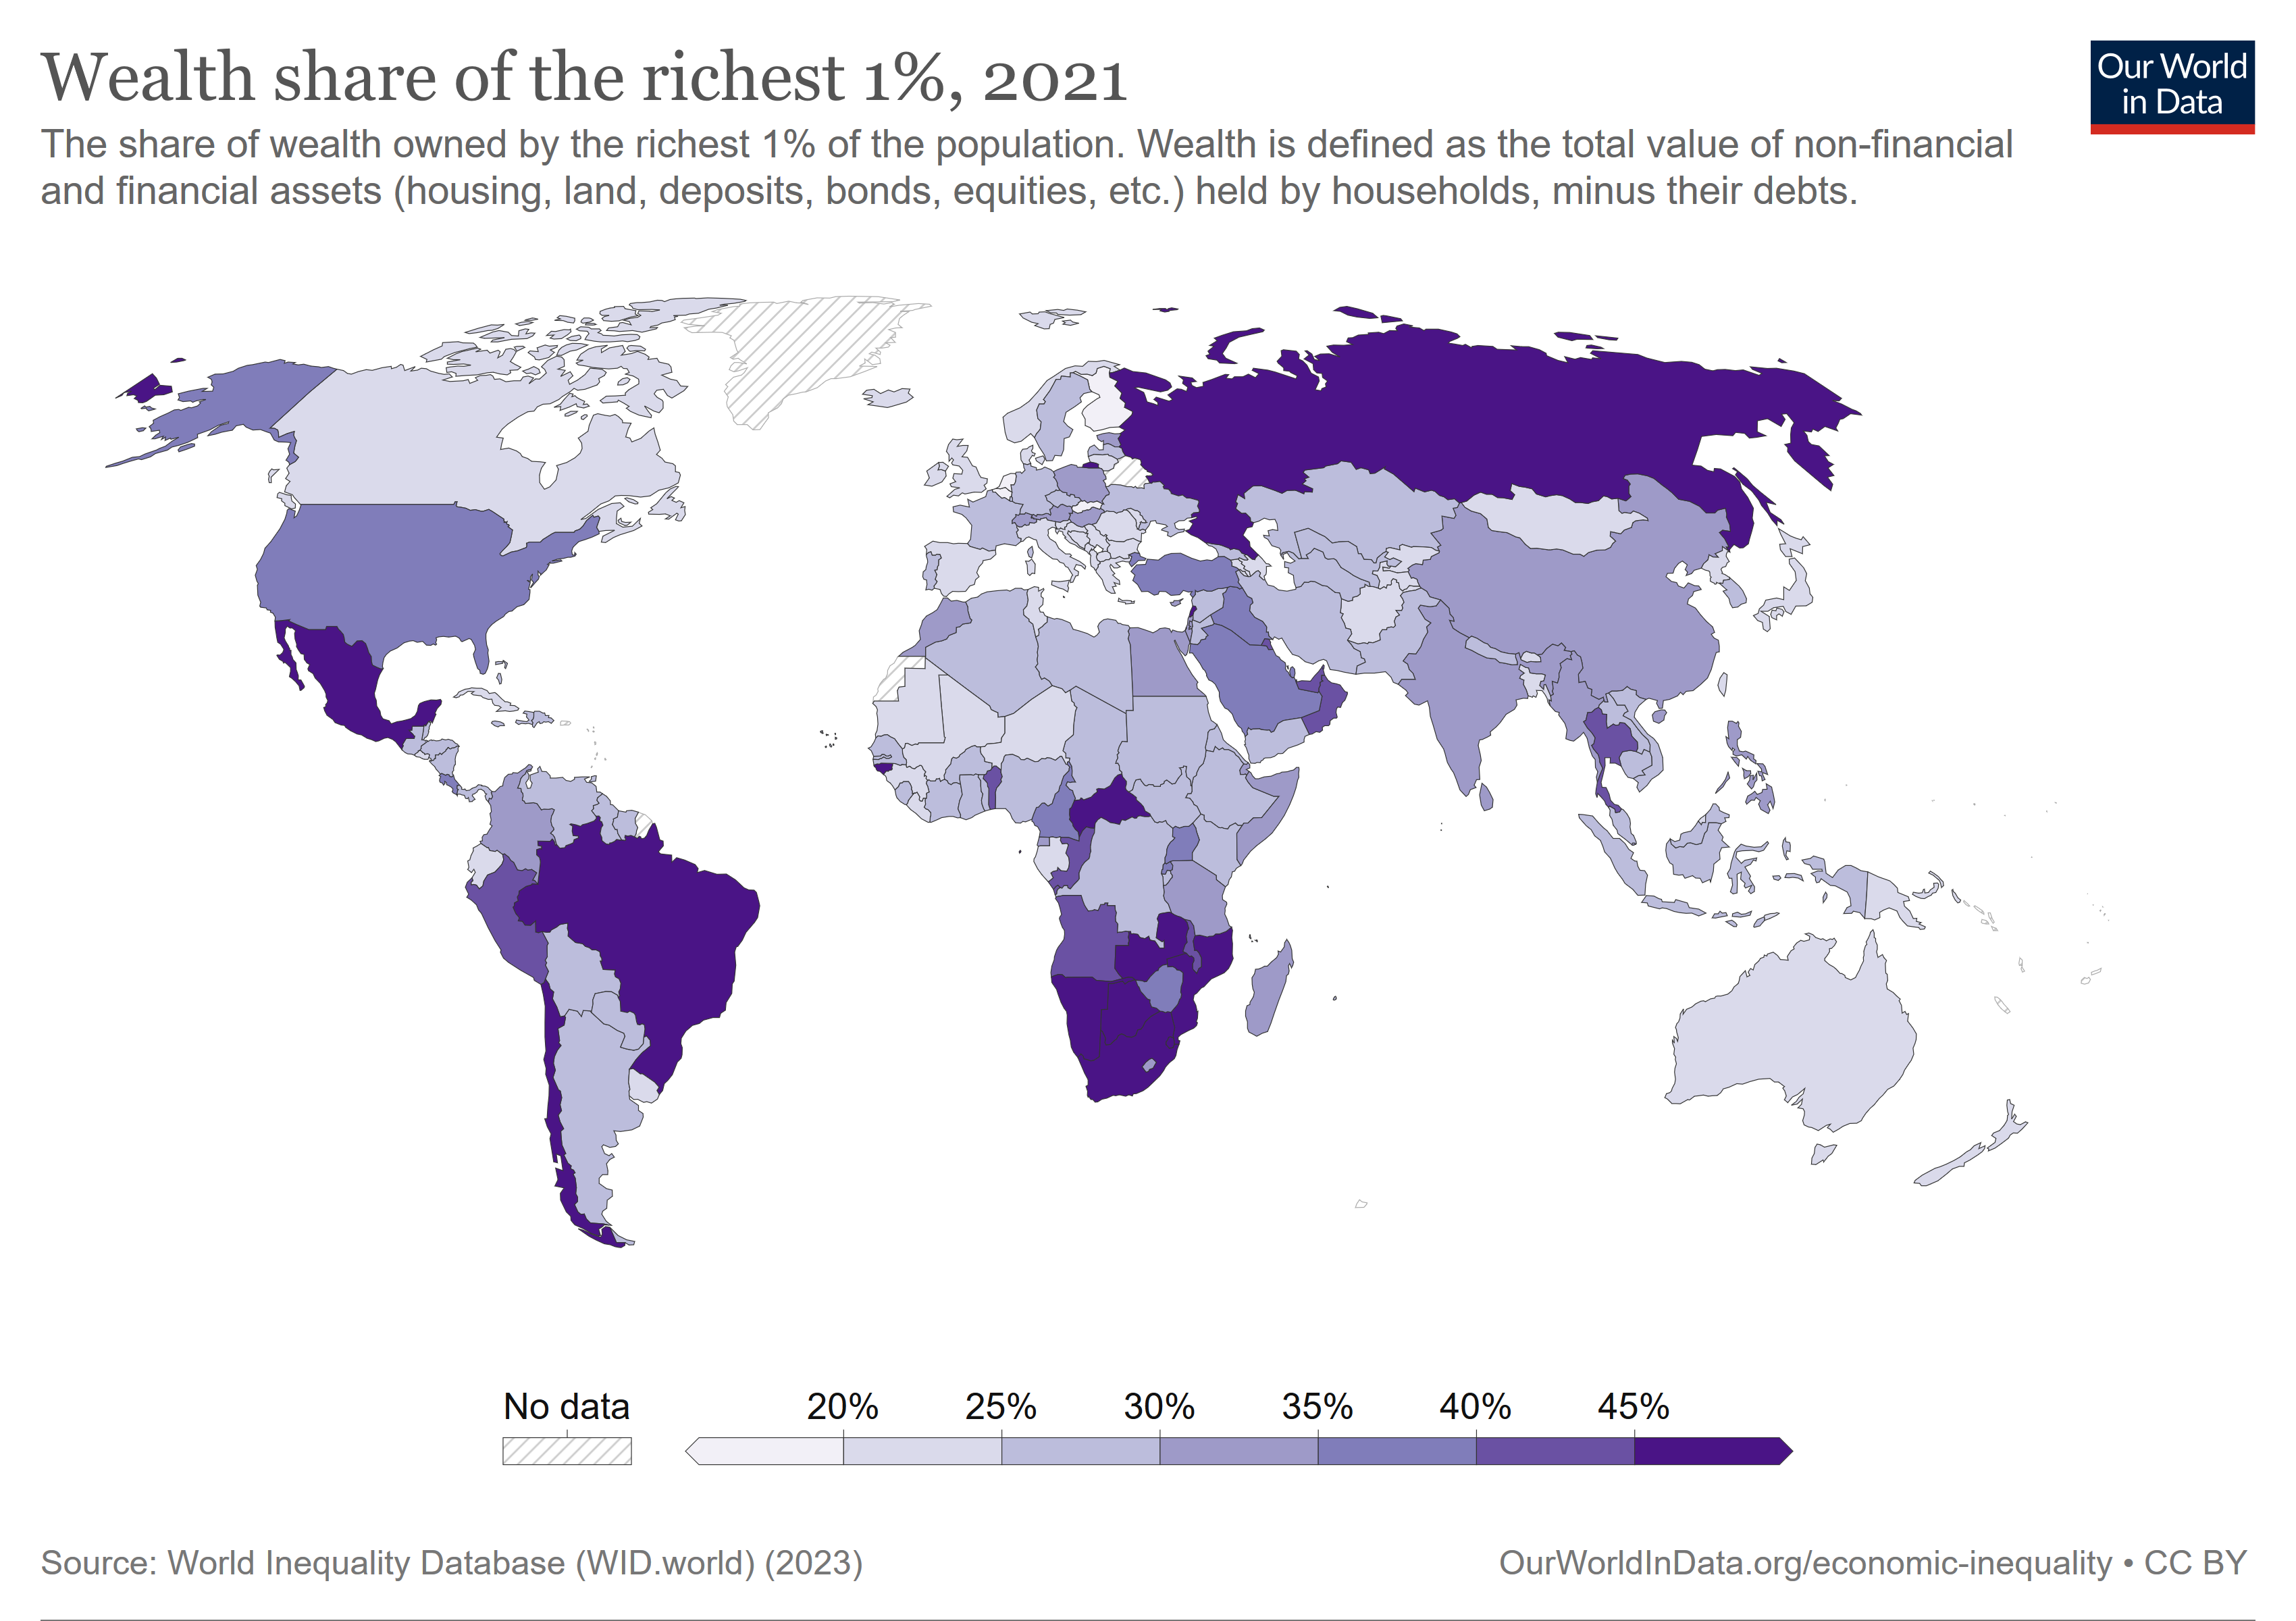 Wealth share of the richest 1%, 2021
Our World
in Data
The share of wealth owned by the richest 1% of the population. Wealth is defined as the total value of non-financial
and financial assets (housing, land, deposits, bonds, equities, etc.) held by households, minus their debts.
No data
20%
25%
30%
35%
40%
45%
Source: World Inequality Database (WID.world) (2023)
OurWorldInData.org/economic-inequality • CC BY